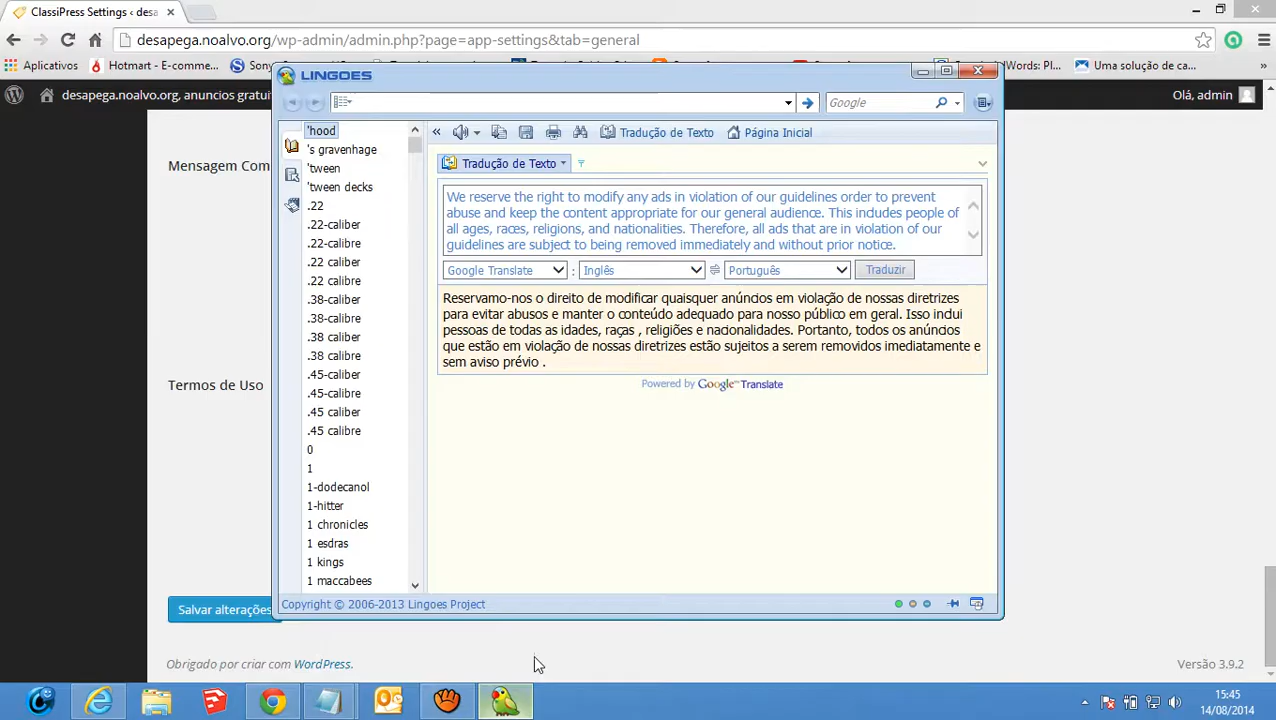 ClassiPress Settings ‹ desa
desapega.noalvo.org/wp-admin/admin.php?page=app-settings&tab=general
Aplicativos
Hotmart - E-comme...
Uma solução de ca...
desapega.noalvo.org, anuncios gratui
Olá, admin
LINGOES
Google
Tradução de Texto
Página Inicial
Tradução de Texto
'hood
's gravenhage
'tween
'tween decks
.22
.22-caliber
.22-calibre
.22 caliber
.22 calibre
.38-caliber
.38-calibre
.38 caliber
.38 calibre
.45-caliber
.45-calibre
.45 caliber
.45 calibre
0
1
1-dodecanol
1-hitter
1 chronicles
1 esdras
1 kings
1 maccabees
We reserve the right to modify any ads in violation of our guidelines order to prevent
abuse and keep the content appropriate for our general audience. This includes people of
all ages, races, religions, and nationalities. Therefore, all ads that are in violation of our
guidelines are subject to being removed immediately and without prior notice.
Google Translate : Inglês Português Traduzir
Reservamo-nos o direito de modificar quaisquer anúncios em violação de nossas diretrizes
para evitar abusos e manter o conteúdo adequado para nosso público em geral. Isso inclui
pessoas de todas as idades, raças , religiões e nacionalidades. Portanto, todos os anúncios
que estão em violação de nossas diretrizes estão sujeitos a serem removidos imediatamente e
sem aviso prévio .
Powered by Google™Translate
Copyright © 2006-2013 Lingoes Project
Mensagem Com
Termos de Uso
Salvar alterações
Obrigado por criar com WordPress.
Versão 3.9.2
15:45
14/08/2014